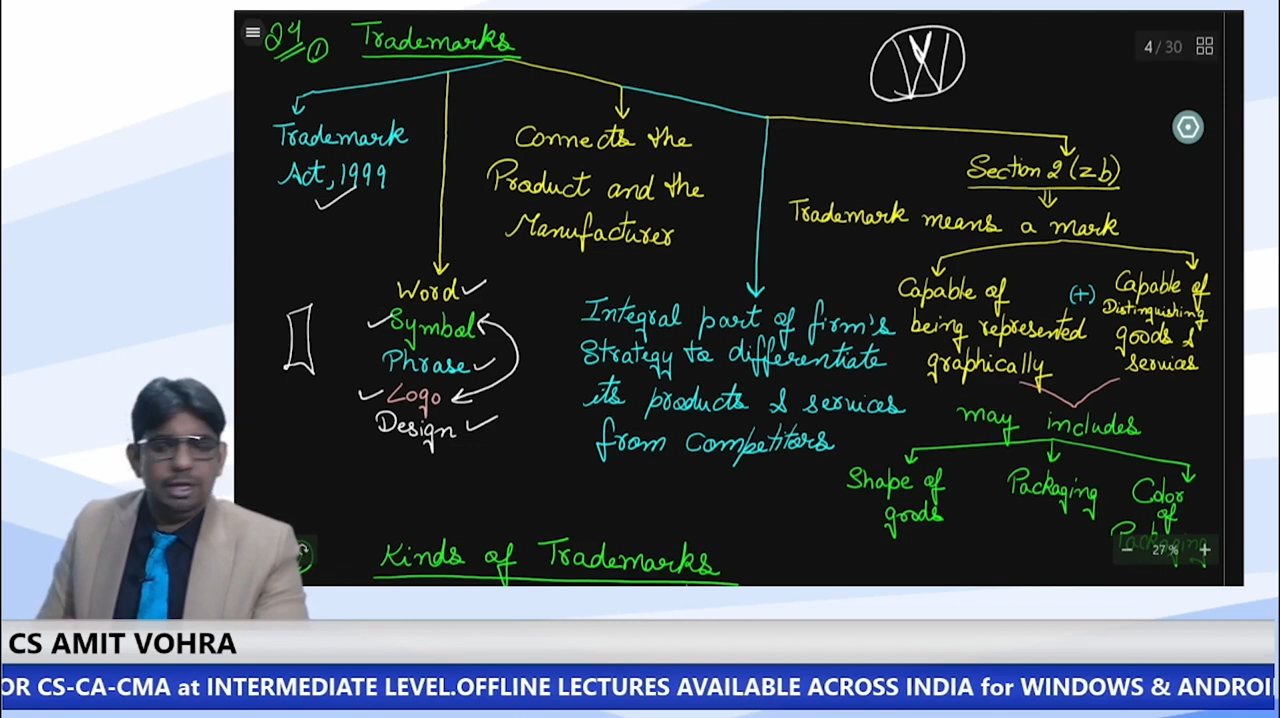 24 ① Trademarks
4 / 30
Trademark
Act, 1999
Word
Symbol
Phrase
Logo
Design
Connects the
Product and the
Manufacturer
Integral part of firm's
Strategy to differentiate
its products & services
from competitors
Section 2 (zb)
Trademark means a mark
Capable of
being represented
graphically
(+)
Capable of
Distinguishing
goods &
services
may includes
Shape of
goods
Packaging
Color
of
Packaging
− 27 % +
Kinds of Trademarks
CS AMIT VOHRA
OR CS-CA-CMA at INTERMEDIATE LEVEL.OFFLINE LECTURES AVAILABLE ACROSS INDIA for WINDOWS & ANDROI